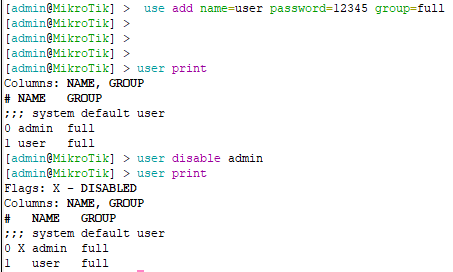 [admin@MikroTik] >  use add name=user password=12345 group=full
[admin@MikroTik] >
[admin@MikroTik] >
[admin@MikroTik] >
[admin@MikroTik] > user print
Columns: NAME, GROUP
# NAME   GROUP
;;; system default user
0 admin  full
1 user   full
[admin@MikroTik] > user disable admin
[admin@MikroTik] > user print
Flags: X - DISABLED
Columns: NAME, GROUP
#   NAME   GROUP
;;; system default user
0 X admin  full
1   user   full